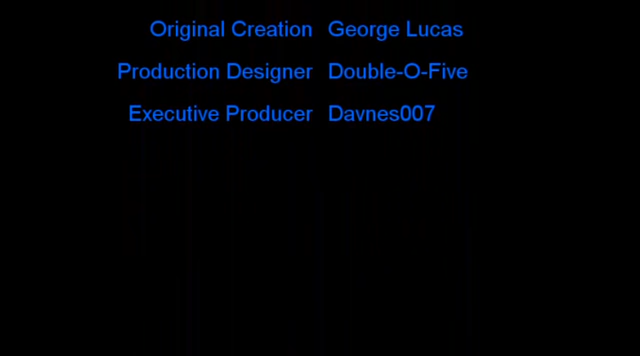 Original Creation George Lucas
Production Designer Double-O-Five
Executive Producer Davnes007